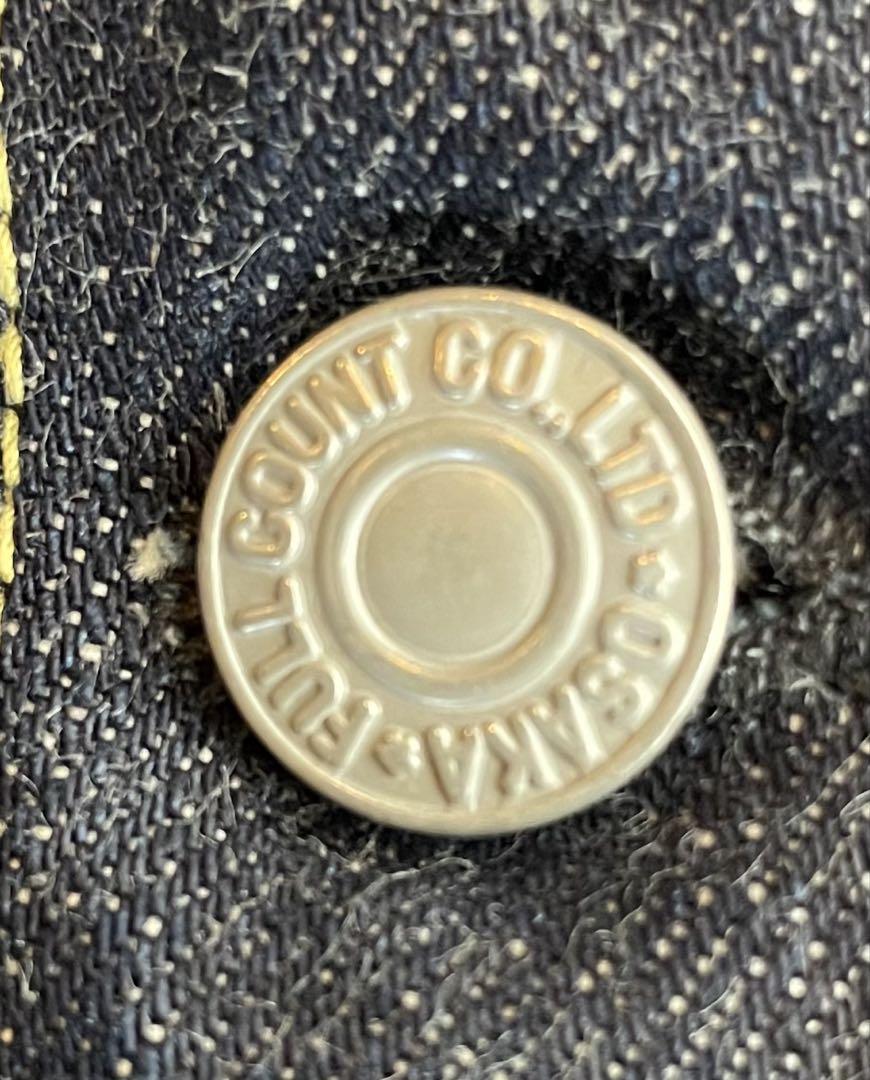 FULL COUNT CO.,LTD ★ OSAKA ★